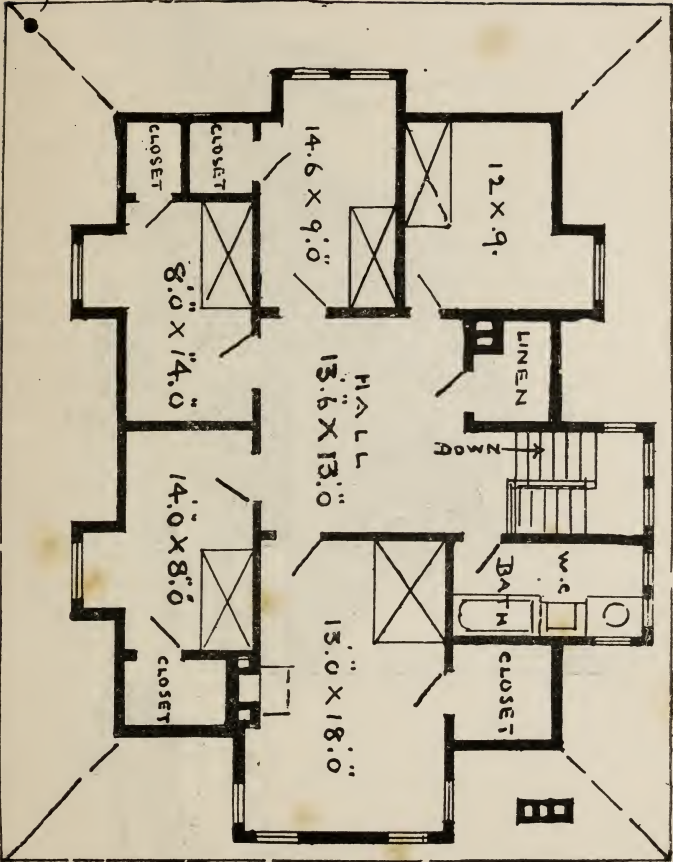 CLOSET
CLOSET
14.6 X 9.0"
12 X 9.
8.0 X 14.0"
HALL
13.6 X 13.0"
LINEN
DOWN
14.0 X 8.0"
W.C
BATH
13.0 X 18.0"
CLOSET
CLOSET